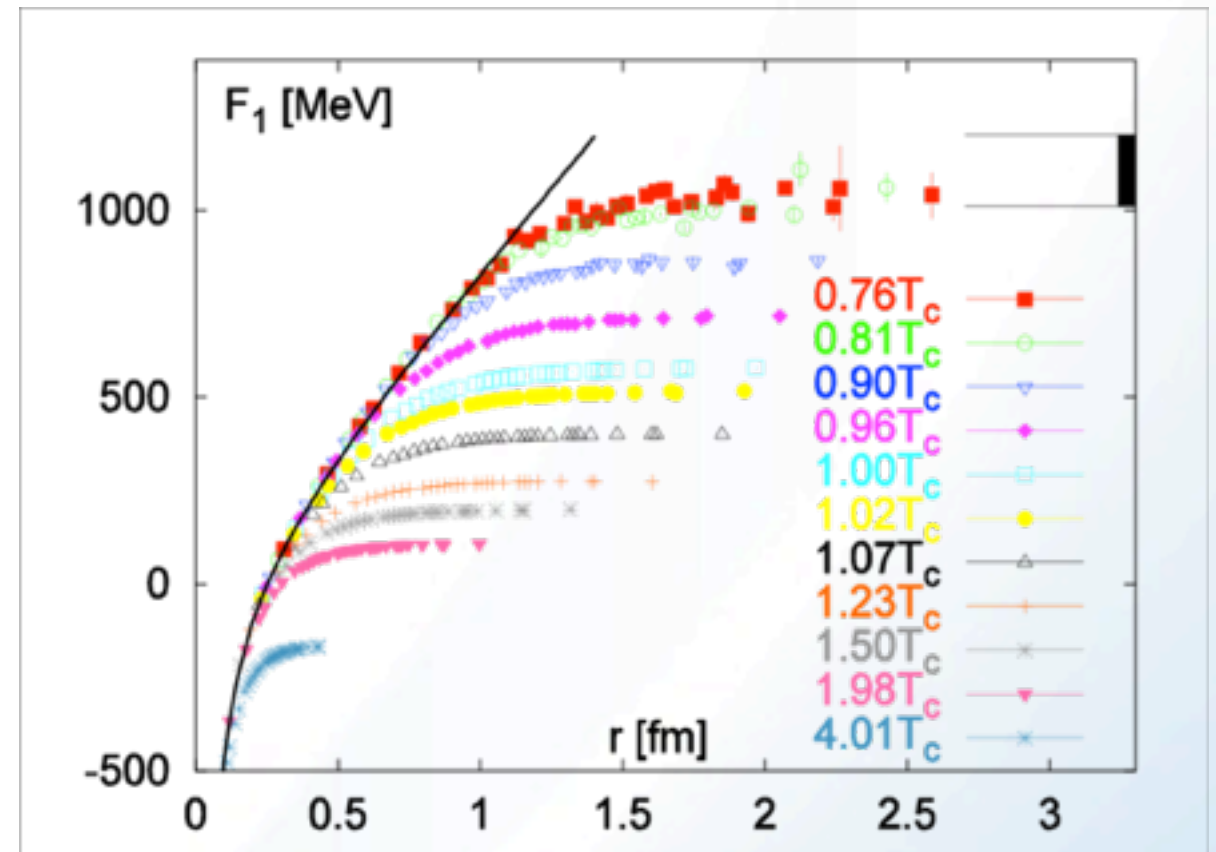 F₁ [MeV]
1000
500
0
-500
0.76Tc
0.81Tc
0.90Tc
0.96Tc
1.00Tc
1.02Tc
1.07Tc
1.23Tc
1.50Tc
1.98Tc
4.01Tc
r [fm]
0 0.5 1 1.5 2 2.5 3